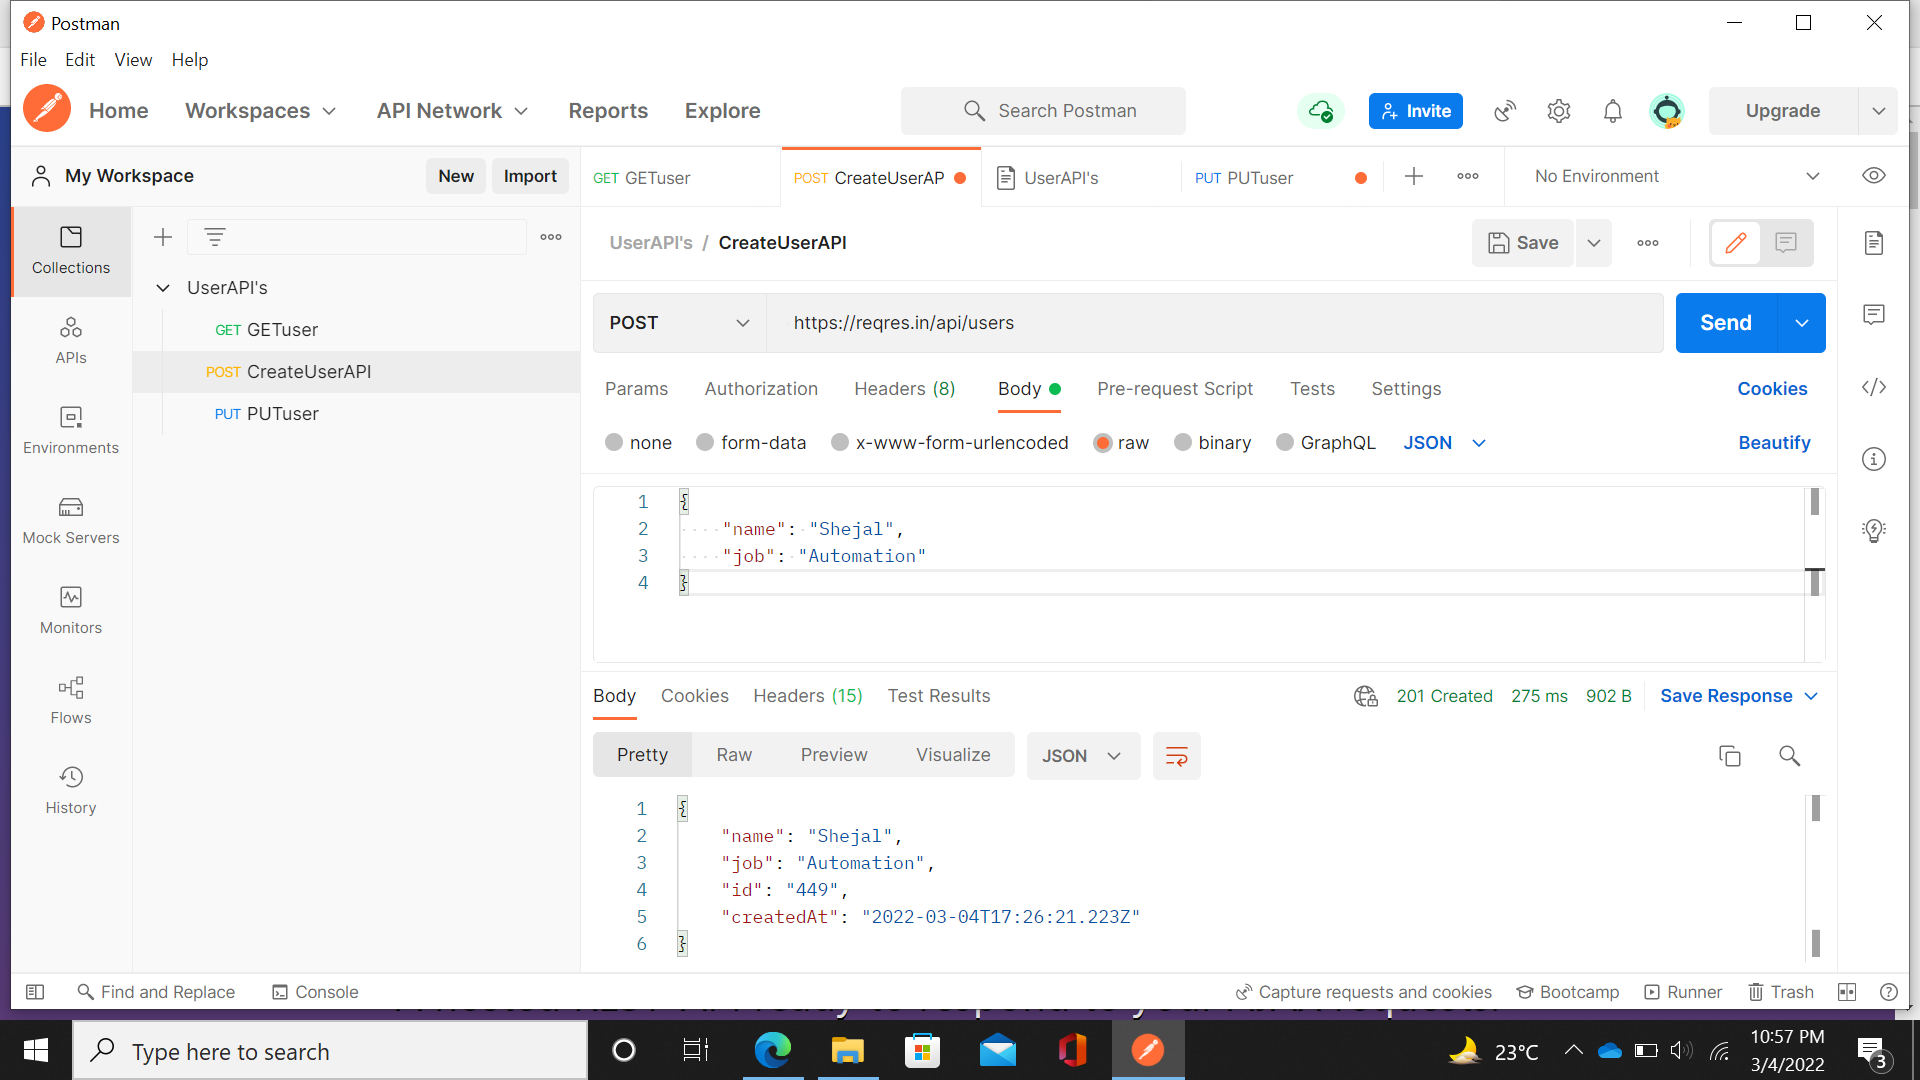 Postman
File Edit View Help
Home Workspaces API Network Reports Explore Search Postman Invite Upgrade
My Workspace New Import GET GETuser POST CreateUserAP UserAPI's PUT PUTuser No Environment
UserAPI's / CreateUserAPI Save
Collections
UserAPI's
GET GETuser
POST CreateUserAPI
PUT PUTuser
APIs
Environments
Mock Servers
Monitors
Flows
History
POST https://reqres.in/api/users Send
Params Authorization Headers (8) Body Pre-request Script Tests Settings Cookies
none form-data x-www-form-urlencoded raw binary GraphQL JSON Beautify
1 {
2 "name": "Shejal",
3 "job": "Automation"
4 }
Body Cookies Headers (15) Test Results 201 Created 275 ms 902 B Save Response
Pretty Raw Preview Visualize JSON
1 {
2 "name": "Shejal",
3 "job": "Automation",
4 "id": "449",
5 "createdAt": "2022-03-04T17:26:21.223Z"
6 }
Find and Replace Console Capture requests and cookies Bootcamp Runner Trash
Type here to search 23°C 10:57 PM
3/4/2022 3